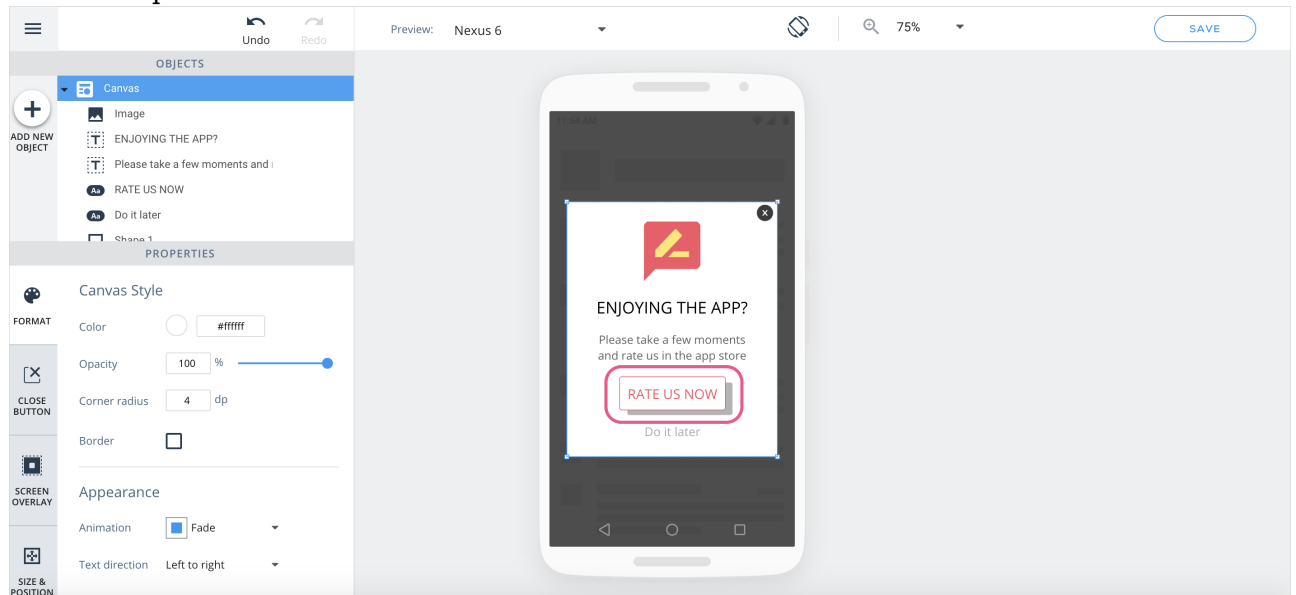 Undo
Redo
Preview:
Nexus 6
75%
SAVE
OBJECTS
ADD NEW
OBJECT
Canvas
Image
ENJOYING THE APP?
Please take a few moments and
Aa RATE US NOW
Aa Do it later
Shape 1
PROPERTIES
FORMAT
CLOSE
BUTTON
SCREEN
OVERLAY
SIZE &
POSITION
Canvas Style
Color #ffffff
Opacity 100 %
Corner radius 4 dp
Border
Appearance
Animation Fade
Text direction Left to right
11:34 AM
x
ENJOYING THE APP?
Please take a few moments
and rate us in the app store
RATE US NOW
Do it later